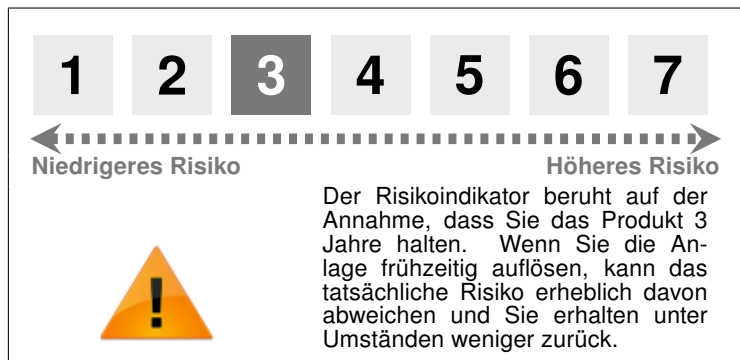 1 2 3 4 5 6 7
Niedrigeres Risiko Höheres Risiko
Der Risikoindikator beruht auf der
Annahme, dass Sie das Produkt 3
Jahre halten. Wenn Sie die An-
lage frühzeitig auflösen, kann das
tatsächliche Risiko erheblich davon
abweichen und Sie erhalten unter
Umständen weniger zurück.
!